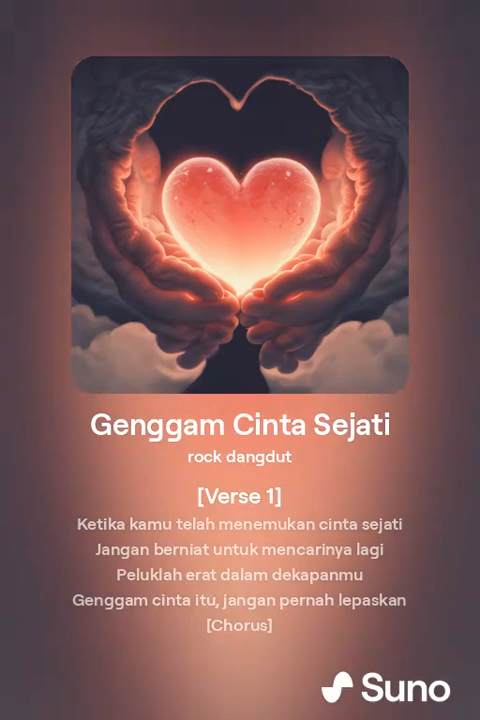 Genggam Cinta Sejati
rock dangdut
[Verse 1]
Ketika kamu telah menemukan cinta sejati
Jangan berniat untuk mencarinya lagi
Peluklah erat dalam dekapanmu
Genggam cinta itu, jangan pernah lepaskan
[Chorus]
Suno